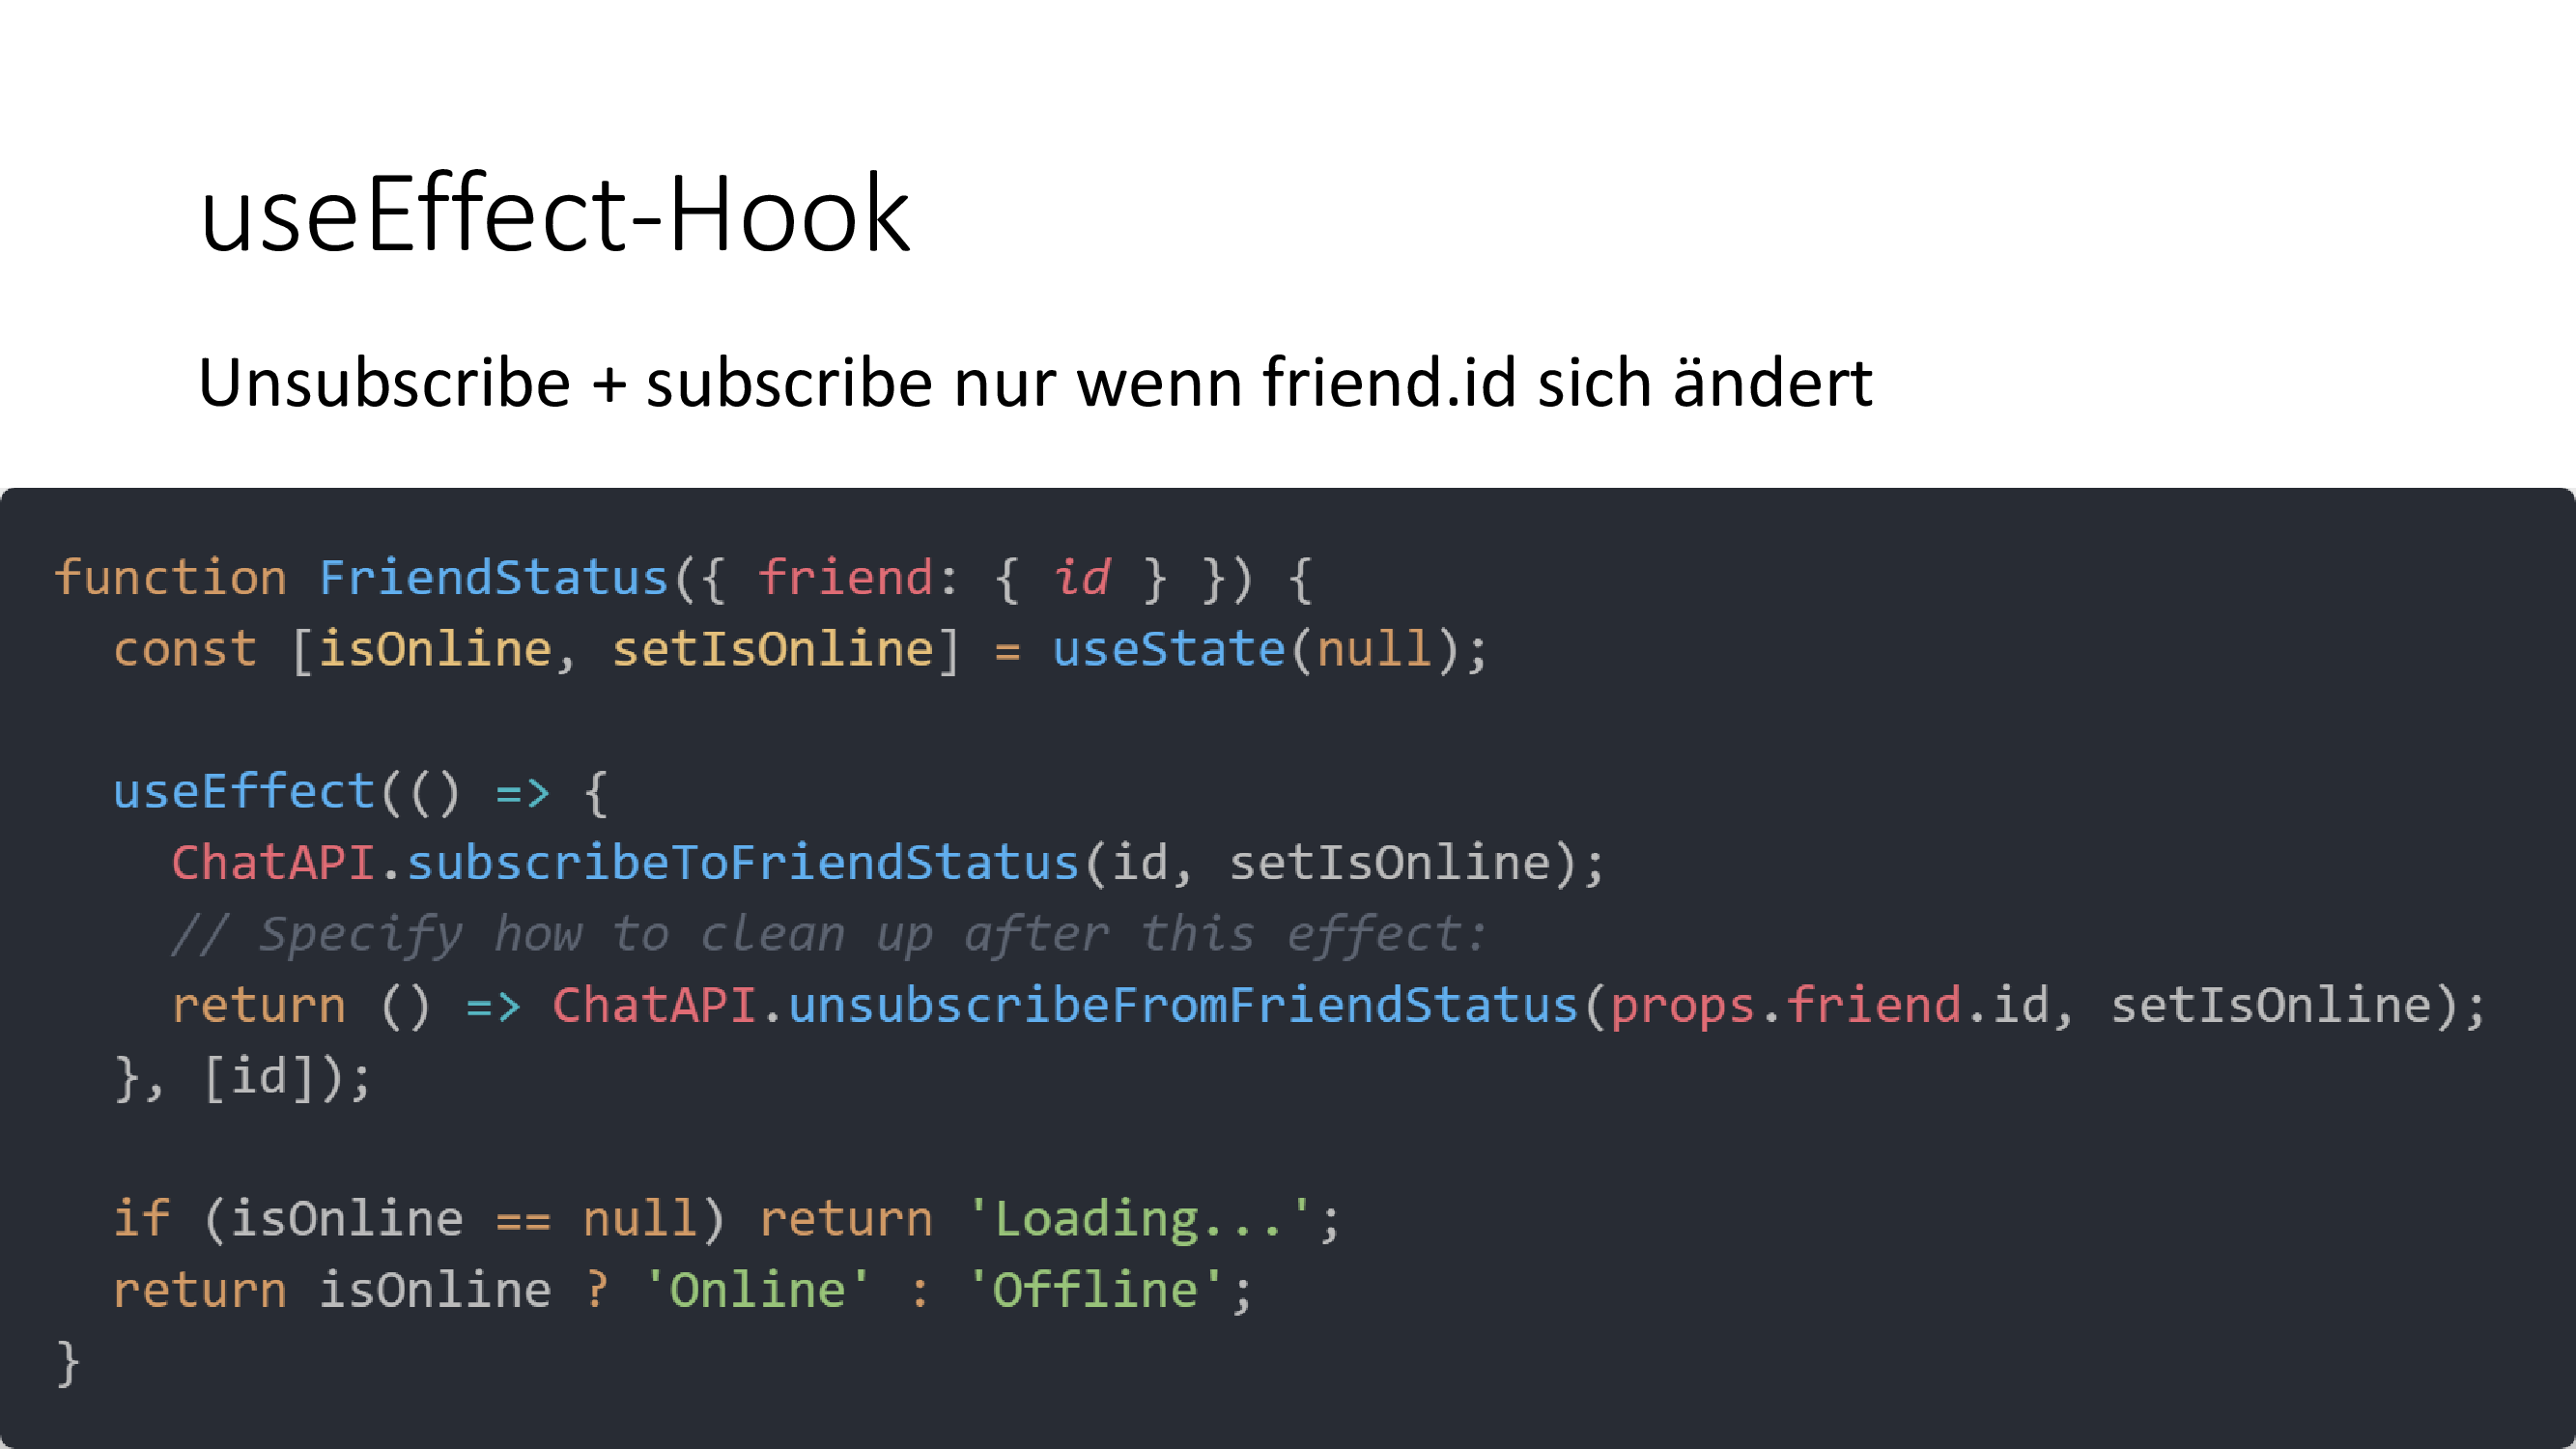 useEffect-Hook
Unsubscribe + subscribe nur wenn friend.id sich ändert
function FriendStatus({ friend: { id } }) {
  const [isOnline, setIsOnline] = useState(null);

  useEffect(() => {
    ChatAPI.subscribeToFriendStatus(id, setIsOnline);
    // Specify how to clean up after this effect:
    return () => ChatAPI.unsubscribeFromFriendStatus(props.friend.id, setIsOnline);
  }, [id]);

  if (isOnline == null) return 'Loading...';
  return isOnline ? 'Online' : 'Offline';
}